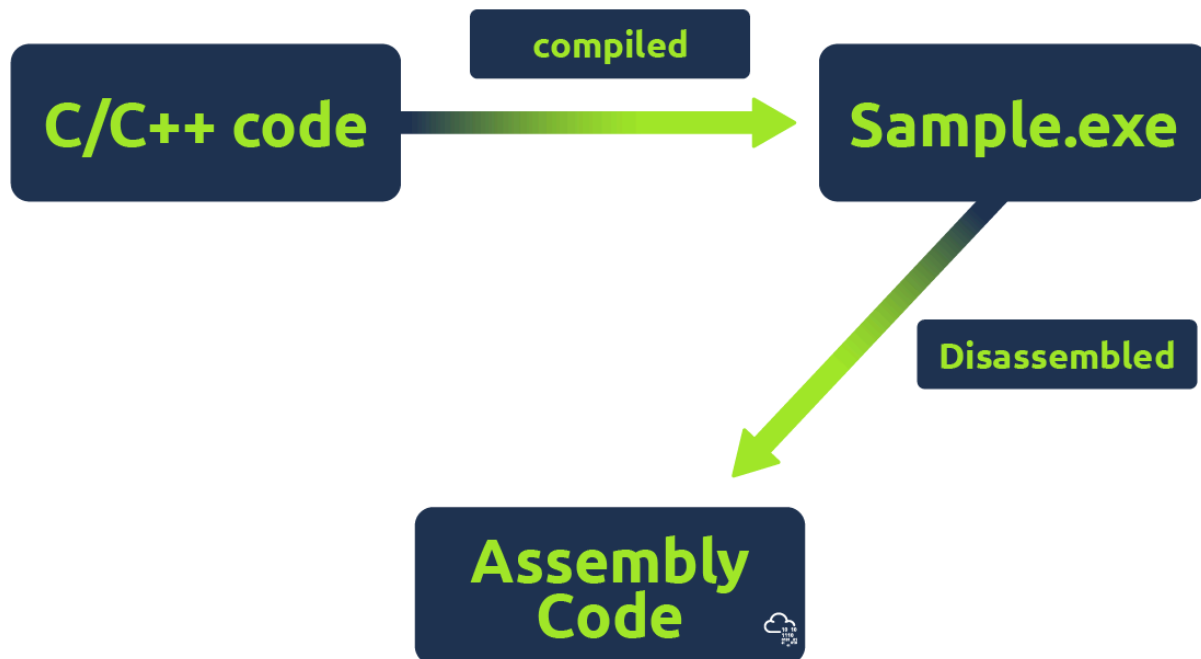 compiled
C/C++ code
Sample.exe
Disassembled
Assembly
Code